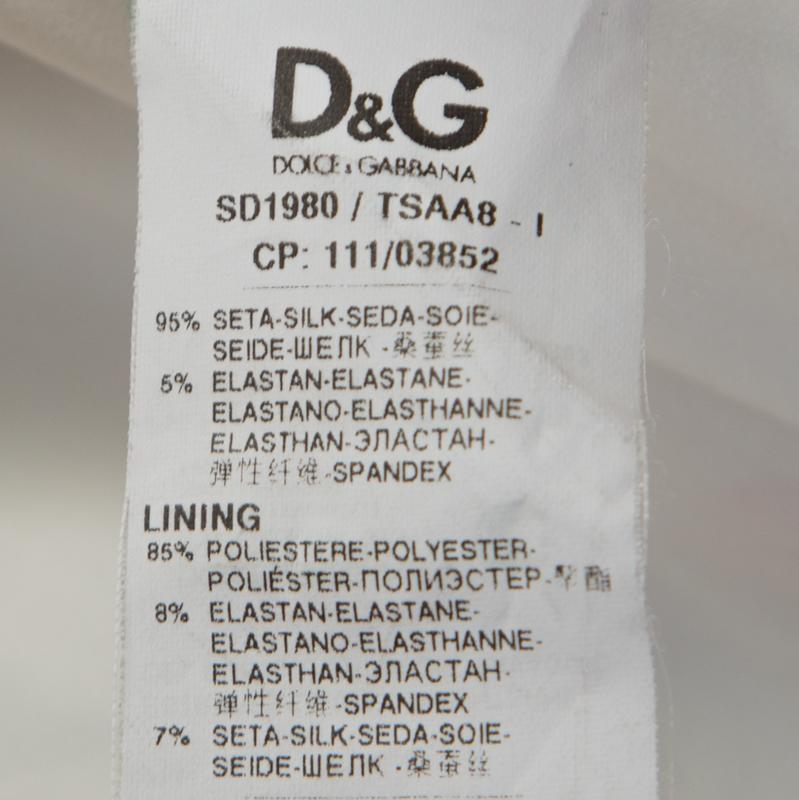 D&G
DOLCE & GABBANA
SD1980 / TSAA8 - I
CP: 111/03852
95% SETA-SILK-SEDA-SOIE-
SEIDE-ШЕЛК -桑蚕丝
5% ELASTAN-ELASTANE-
ELASTANO-ELASTHANNE-
ELASTHAN-ЭЛАСТАН-
弹性纤维-SPANDEX
LINING
85% POLIESTERE-POLYESTER-
POLIÉSTER-ПОЛИЭСТЕР-
8% ELASTAN-ELASTANE-
ELASTANO-ELASTHANNE-
ELASTHAN-ЭЛАСТАН-
弹性纤维-SPANDEX
7% SETA-SILK-SEDA-SOIE-
SEIDE-ШЕЛК -桑蚕丝